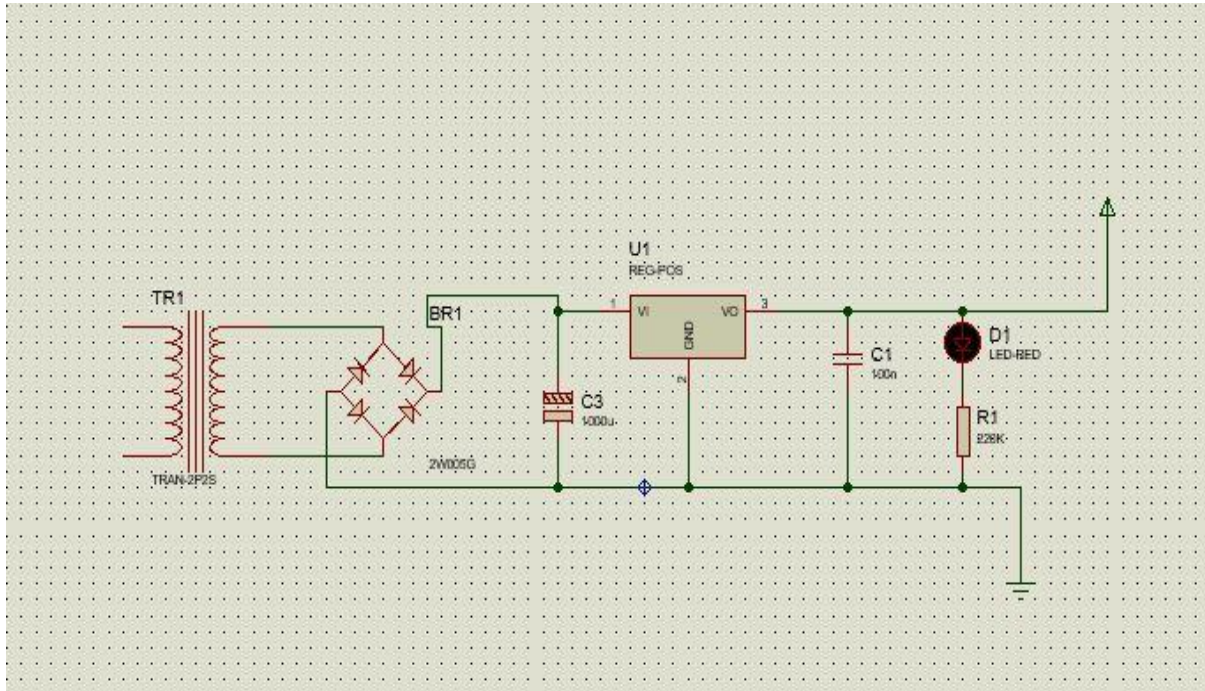 U1
REG-POS
TR1
BR1
1
VI
VO
3
GND
2
D1
LED-RED
C1
100n
C3
1000u
R1
2W005G
TRAN-2P2S